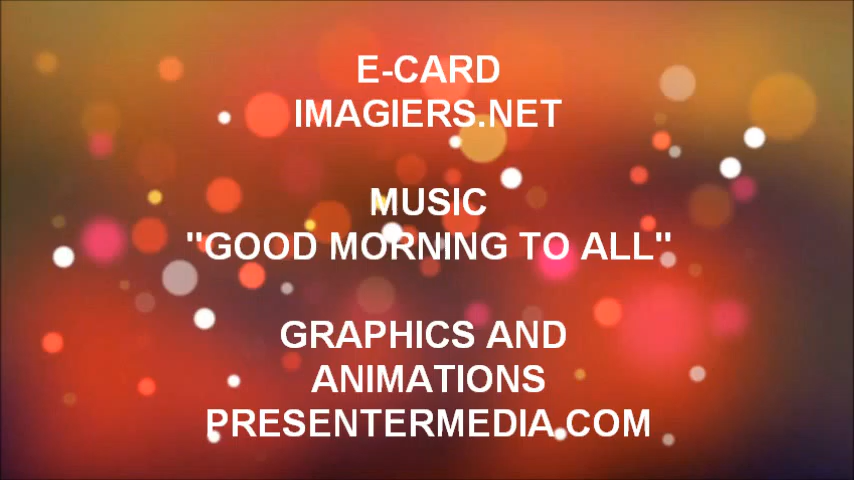 E-CARD
IMAGIERS.NET
MUSIC
"GOOD MORNING TO ALL"
GRAPHICS AND
ANIMATIONS
PRESENTERMEDIA.COM